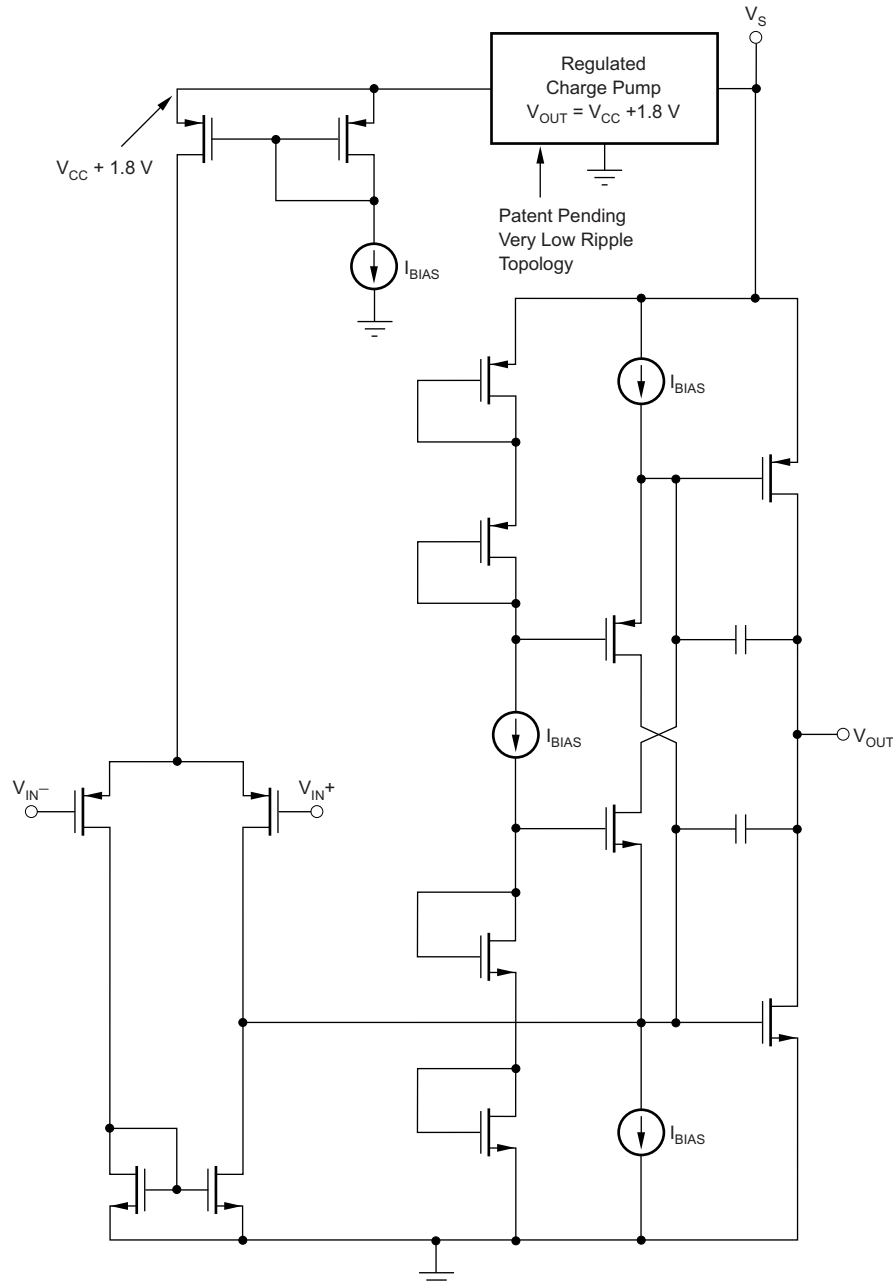 V_S
Regulated
Charge Pump
V_OUT = V_CC +1.8 V
V_CC + 1.8 V
Patent Pending
Very Low Ripple
Topology
I_BIAS
I_BIAS
I_BIAS
V_OUT
V_IN−
V_IN+
I_BIAS